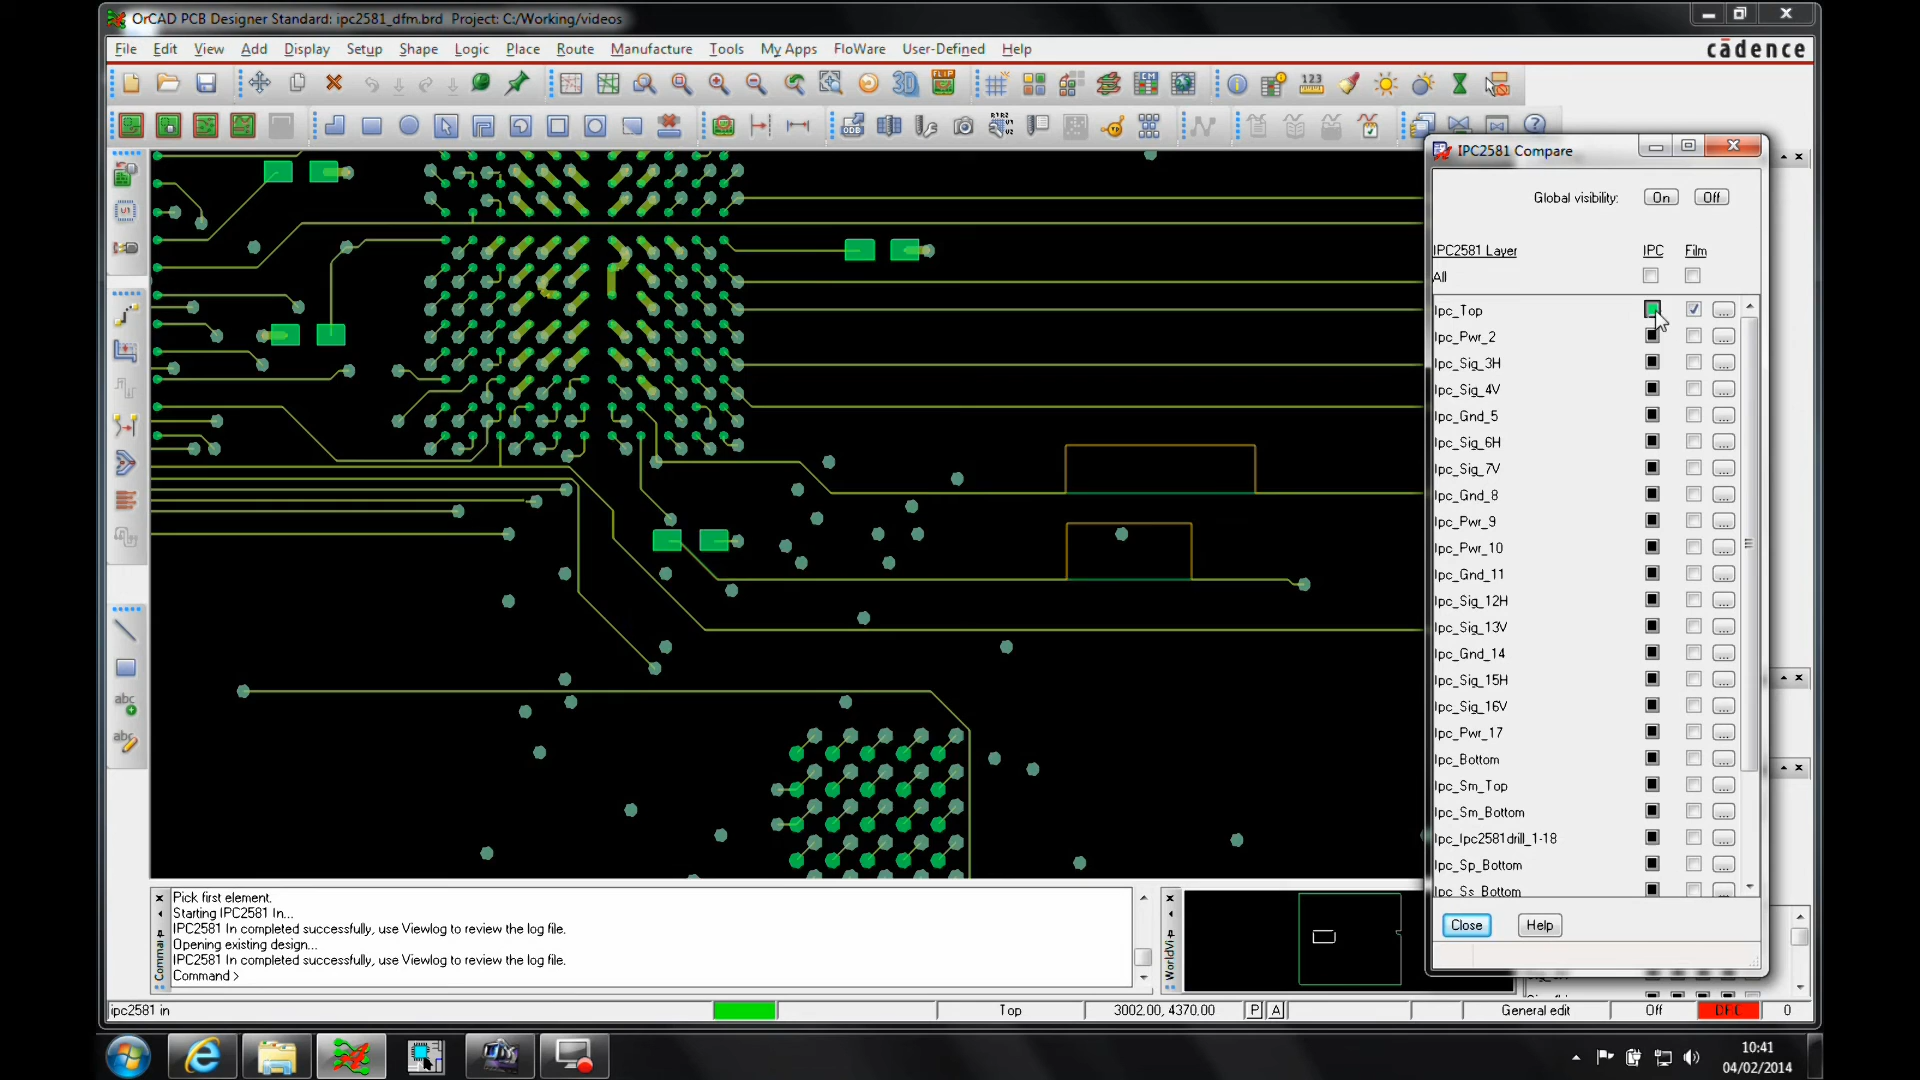 OrCAD PCB Designer Standard: ipc2581_dfm.brd Project: C:/Working/videos
File Edit View Add Display Setup Shape Logic Place Route Manufacture Tools My Apps FloWare User-Defined Help
cādence
IPC2581 Compare
Global visibility: On Off
IPC2581 Layer IPC Film
All
Ipc_Top ...
Ipc_Pwr_2 ...
Ipc_Sig_3H ...
Ipc_Sig_4V ...
Ipc_Gnd_5 ...
Ipc_Sig_6H ...
Ipc_Sig_7V ...
Ipc_Gnd_8 ...
Ipc_Pwr_9 ...
Ipc_Pwr_10 ...
Ipc_Gnd_11 ...
Ipc_Sig_12H ...
Ipc_Sig_13V ...
Ipc_Gnd_14 ...
Ipc_Sig_15H ...
Ipc_Sig_16V ...
Ipc_Pwr_17 ...
Ipc_Bottom ...
Ipc_Sm_Top ...
Ipc_Sm_Bottom ...
Ipc_Ipc2581drill_1-18 ...
Ipc_Sp_Bottom ...
Ipc_Ss_Bottom ...
Close Help
Pick first element.
Starting IPC2581 In...
IPC2581 In completed successfully, use Viewlog to review the log file.
Opening existing design...
IPC2581 In completed successfully, use Viewlog to review the log file.
Command >
Comman
WorldVi
ipc2581 in Top 3002.00, 4370.00 P A General edit Off DRC 0
10:41
04/02/2014